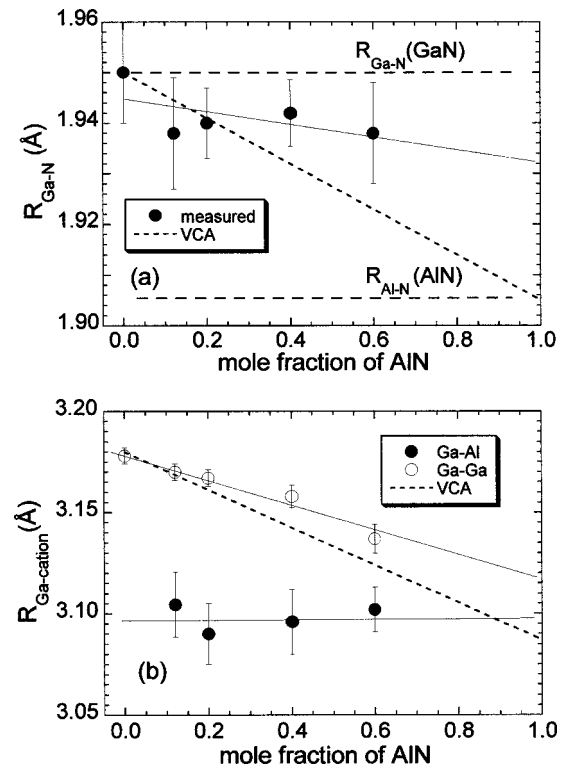 1.96
R_Ga-N(GaN)
1.94
R_Ga-N (Å)
1.92
measured
VCA
(a)
R_Al-N(AlN)
1.90
0.0 0.2 0.4 0.6 0.8 1.0
mole fraction of AlN
3.20
Ga-Al
Ga-Ga
VCA
3.15
R_Ga-cation(Å)
3.10
(b)
3.05
0.0 0.2 0.4 0.6 0.8 1.0
mole fraction of AlN